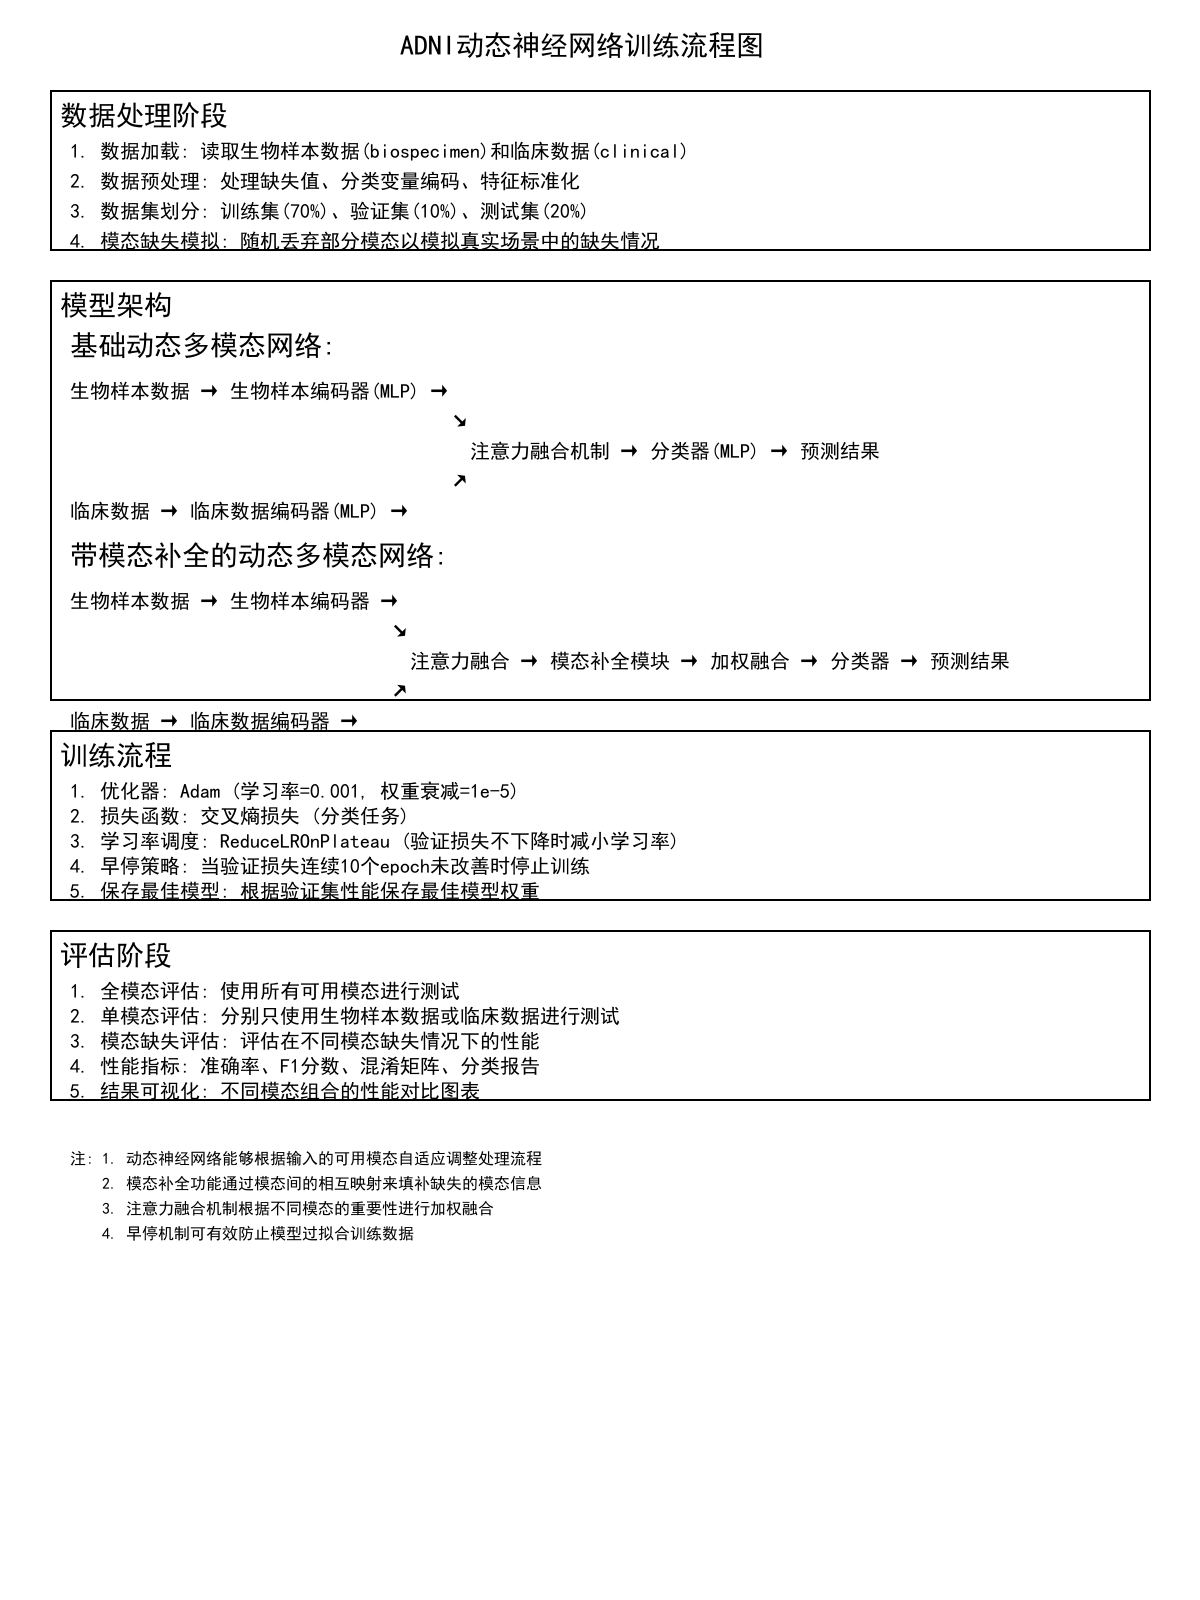 ADNI动态神经网络训练流程图
数据处理阶段
1. 数据加载: 读取生物样本数据(biospecimen)和临床数据(clinical)
2. 数据预处理: 处理缺失值、分类变量编码、特征标准化
3. 数据集划分: 训练集(70%)、验证集(10%)、测试集(20%)
4. 模态缺失模拟: 随机丢弃部分模态以模拟真实场景中的缺失情况
模型架构
基础动态多模态网络:
生物样本数据 → 生物样本编码器(MLP) →
↘
注意力融合机制 → 分类器(MLP) → 预测结果
↗
临床数据 → 临床数据编码器(MLP) →
带模态补全的动态多模态网络:
生物样本数据 → 生物样本编码器 →
↘
注意力融合 → 模态补全模块 → 加权融合 → 分类器 → 预测结果
↗
临床数据 → 临床数据编码器 →
训练流程
1. 优化器: Adam (学习率=0.001, 权重衰减=1e-5)
2. 损失函数: 交叉熵损失 (分类任务)
3. 学习率调度: ReduceLROnPlateau (验证损失不下降时减小学习率)
4. 早停策略: 当验证损失连续10个epoch未改善时停止训练
5. 保存最佳模型: 根据验证集性能保存最佳模型权重
评估阶段
1. 全模态评估: 使用所有可用模态进行测试
2. 单模态评估: 分别只使用生物样本数据或临床数据进行测试
3. 模态缺失评估: 评估在不同模态缺失情况下的性能
4. 性能指标: 准确率、F1分数、混淆矩阵、分类报告
5. 结果可视化: 不同模态组合的性能对比图表
注: 1. 动态神经网络能够根据输入的可用模态自适应调整处理流程
2. 模态补全功能通过模态间的相互映射来填补缺失的模态信息
3. 注意力融合机制根据不同模态的重要性进行加权融合
4. 早停机制可有效防止模型过拟合训练数据